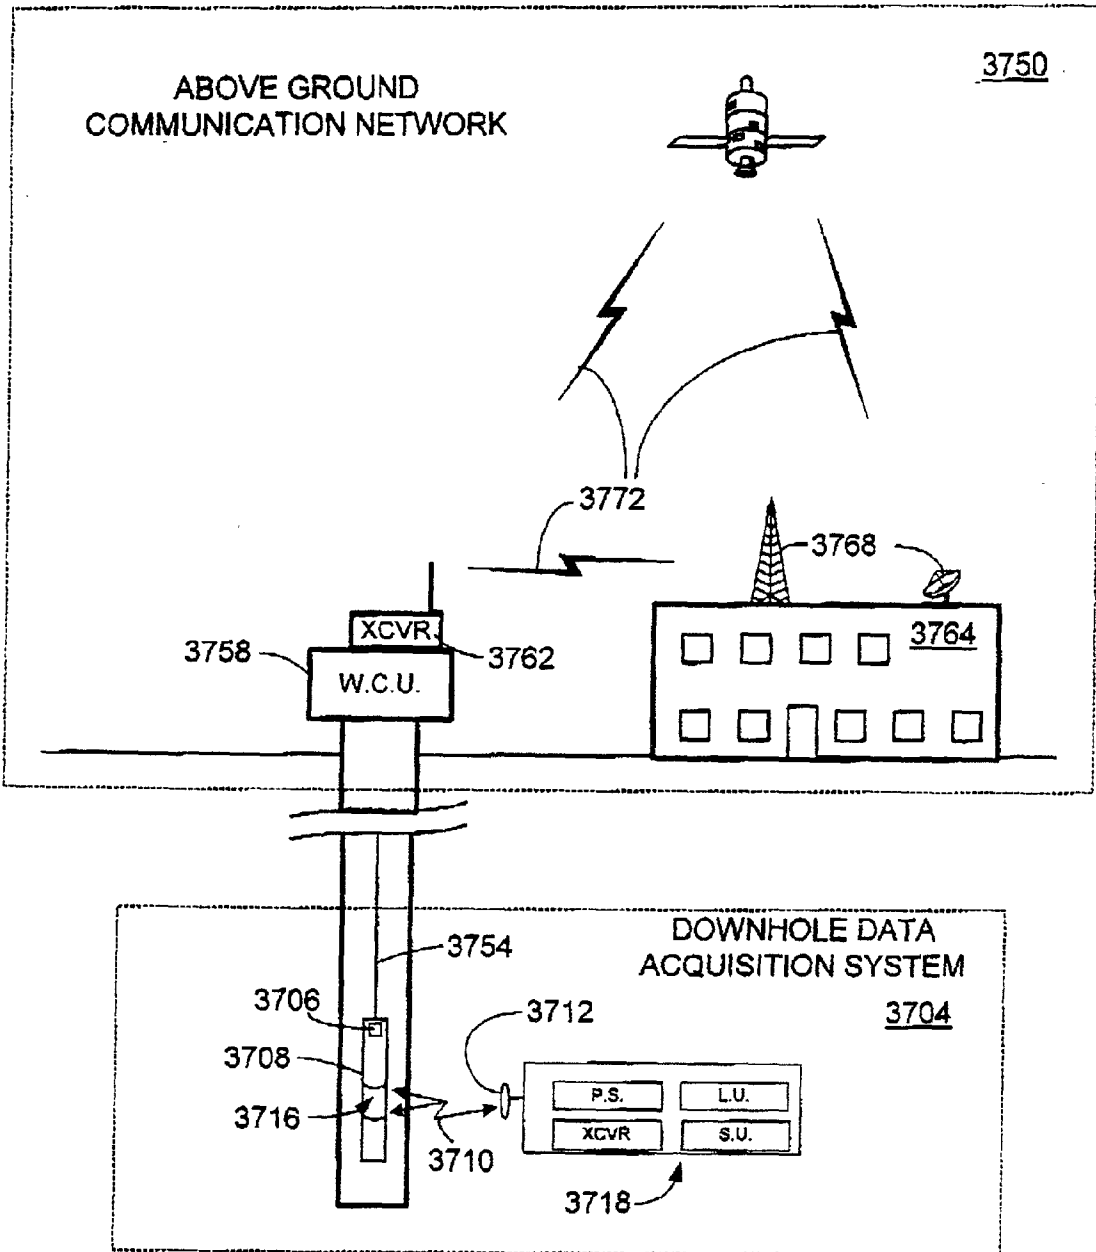 ABOVE GROUND
COMMUNICATION NETWORK
3750
3772
3768
XCVR
3762
3764
3758
W.C.U.
DOWNHOLE DATA
ACQUISITION SYSTEM
3704
3754
3706
3712
3708
P.S.
L.U.
3716
XCVR
S.U.
3710
3718